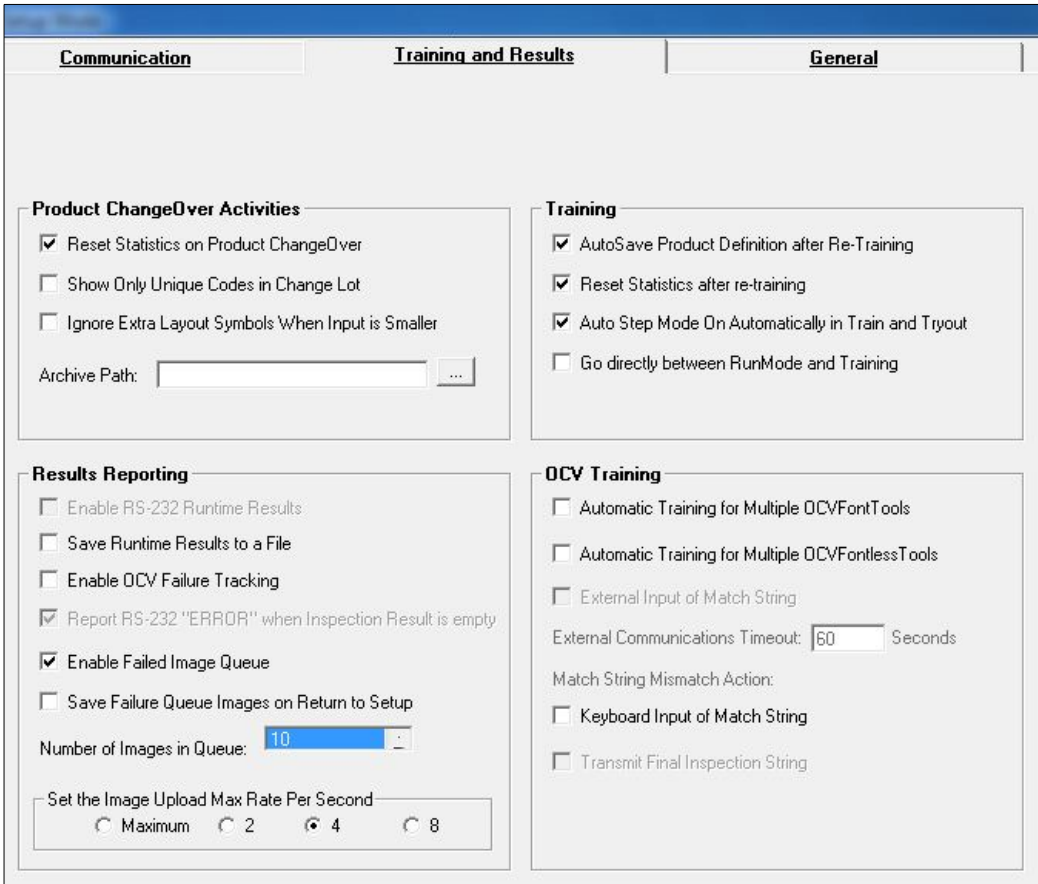 Communication
Training and Results
General
Product ChangeOver Activities
Reset Statistics on Product ChangeOver
Show Only Unique Codes in Change Lot
Ignore Extra Layout Symbols When Input is Smaller
Archive Path:
...
Training
AutoSave Product Definition after Re-Training
Reset Statistics after re-training
Auto Step Mode On Automatically in Train and Tryout
Go directly between RunMode and Training
Results Reporting
Enable RS-232 Runtime Results
Save Runtime Results to a File
Enable OCV Failure Tracking
Report RS-232 "ERROR" when Inspection Result is empty
Enable Failed Image Queue
Save Failure Queue Images on Return to Setup
Number of Images in Queue: 10
Set the Image Upload Max Rate Per Second
Maximum 2 4 8
OCV Training
Automatic Training for Multiple OCVFontTools
Automatic Training for Multiple OCVFontlessTools
External Input of Match String
External Communications Timeout: 60 Seconds
Match String Mismatch Action:
Keyboard Input of Match String
Transmit Final Inspection String